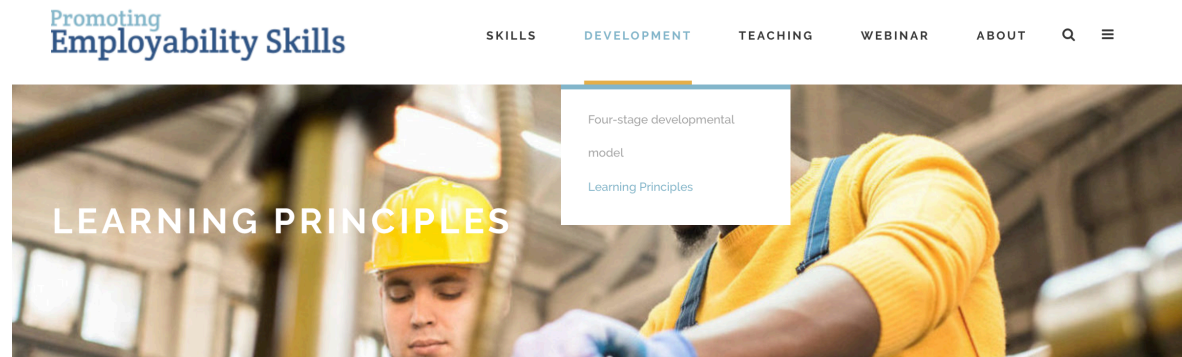 Promoting
Employability Skills
SKILLS DEVELOPMENT TEACHING WEBINAR ABOUT
Four-stage developmental
model
Learning Principles
LEARNING PRINCIPLES